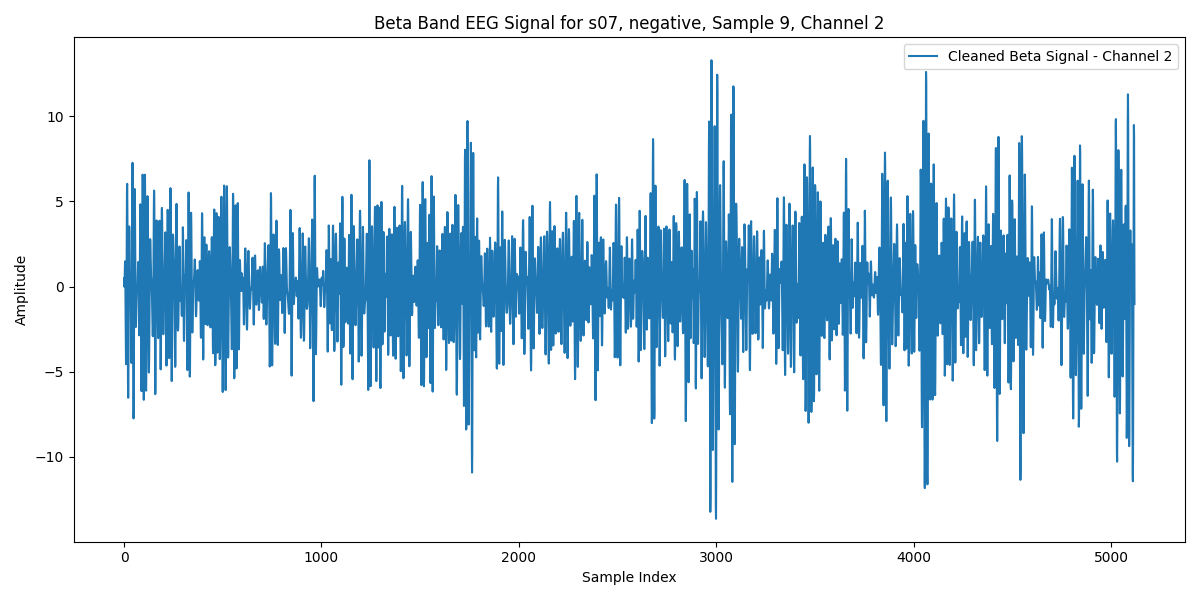 Beta Band EEG Signal for s07, negative, Sample 9, Channel 2
Cleaned Beta Signal - Channel 2
Amplitude
10
5
0
−5
−10
0 1000 2000 3000 4000 5000
Sample Index